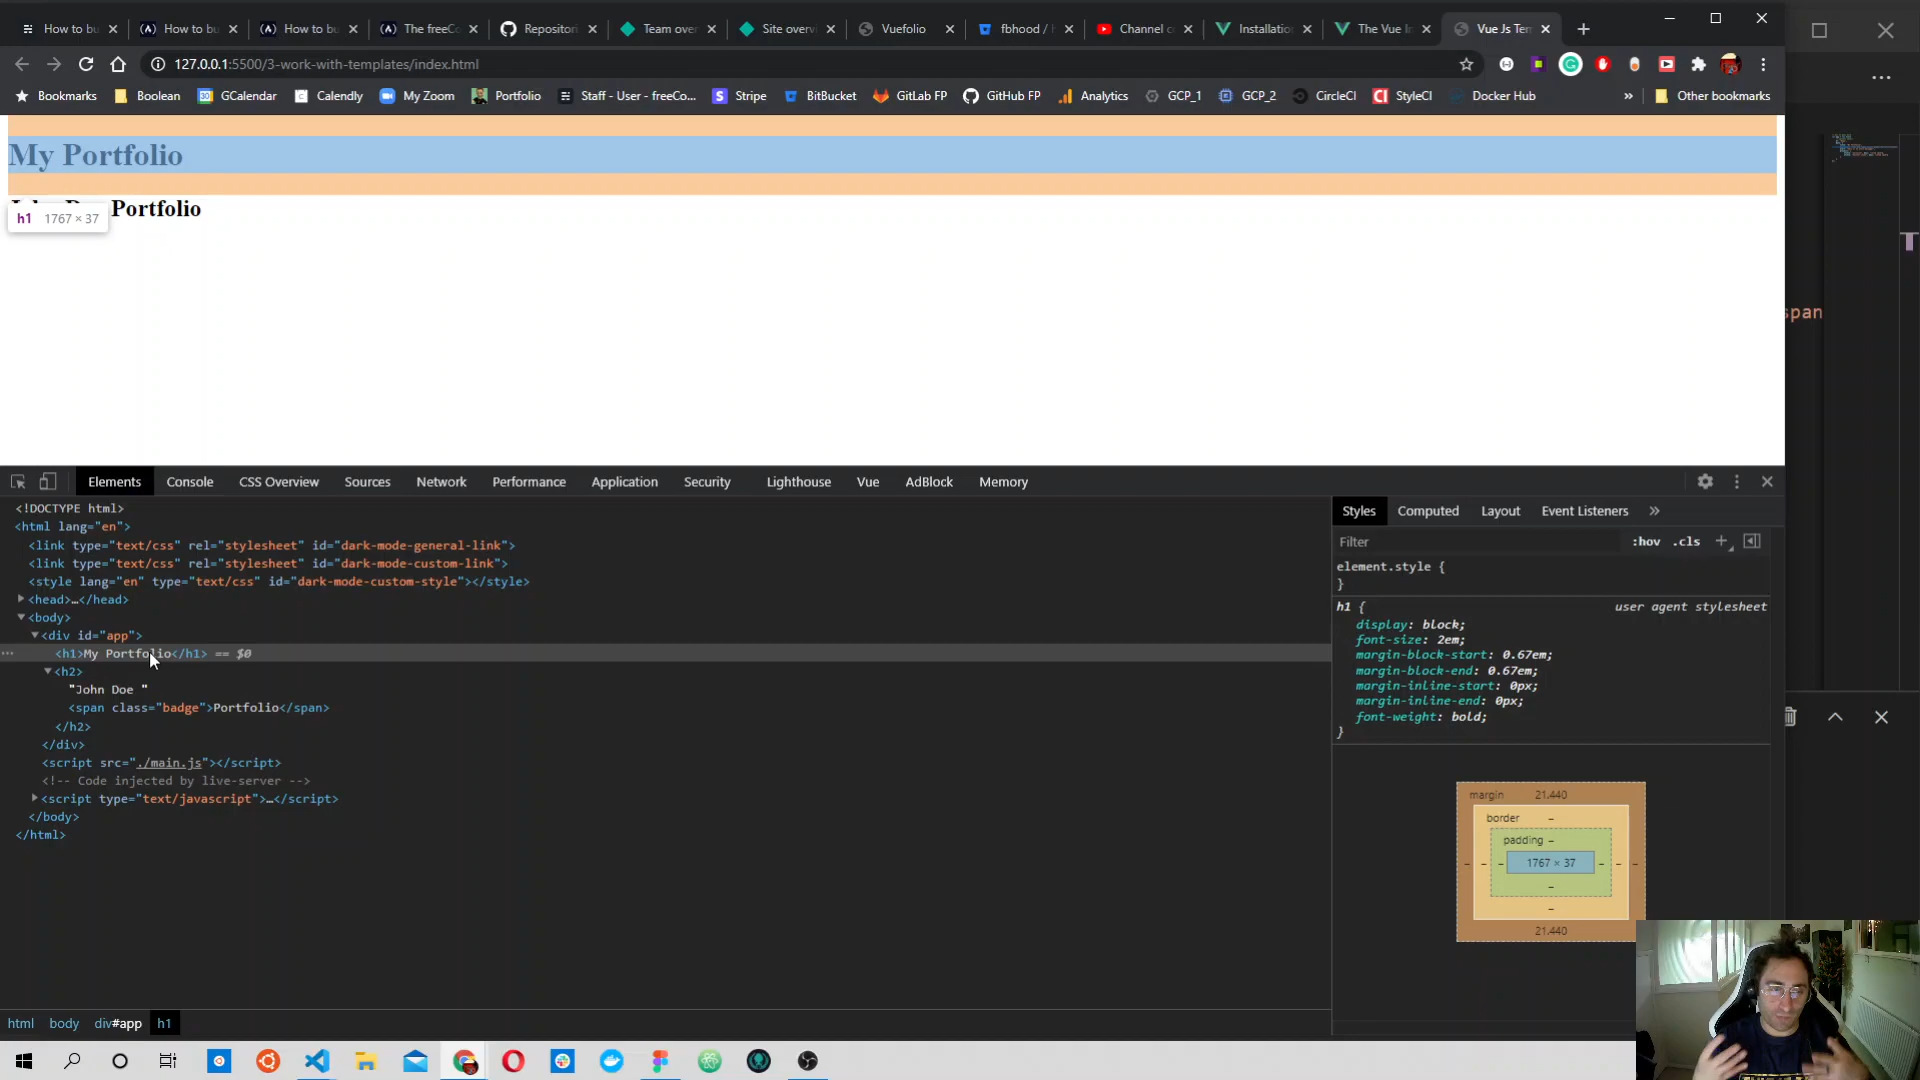 How to bu
How to bu
How to bu
The freeCo
Repositori
Team over
Site overvi
Vuefolio
fbhood / h
Channel c
Installation
The Vue In
Vue Js Tem
127.0.0.1:5500/3-work-with-templates/index.html
Bookmarks
Boolean
GCalendar
Calendly
My Zoom
Portfolio
Staff - User - freeCo...
Stripe
BitBucket
GitLab FP
GitHub FP
Analytics
GCP_1
GCP_2
CircleCI
StyleCI
Docker Hub
»
Other bookmarks
My Portfolio
Portfolio
h1 1767 × 37
span
Elements
Console
CSS Overview
Sources
Network
Performance
Application
Security
Lighthouse
Vue
AdBlock
Memory
<!DOCTYPE html>
<html lang="en">
<link type="text/css" rel="stylesheet" id="dark-mode-general-link">
<link type="text/css" rel="stylesheet" id="dark-mode-custom-link">
<style lang="en" type="text/css" id="dark-mode-custom-style"></style>
<head>…</head>
<body>
<div id="app">
<h1>My Portfolio</h1> == $0
<h2>
"John Doe "
<span class="badge">Portfolio</span>
</h2>
</div>
<script src="./main.js"></script>
<!-- Code injected by live-server -->
<script type="text/javascript">…</script>
</body>
</html>
Styles
Computed
Layout
Event Listeners
»
Filter
:hov .cls +
element.style {
}
h1 {
user agent stylesheet
display: block;
font-size: 2em;
margin-block-start: 0.67em;
margin-block-end: 0.67em;
margin-inline-start: 0px;
margin-inline-end: 0px;
font-weight: bold;
}
margin 21.440
border –
padding –
– – – 1767 × 37 – – –
–
–
21.440
html body div#app h1